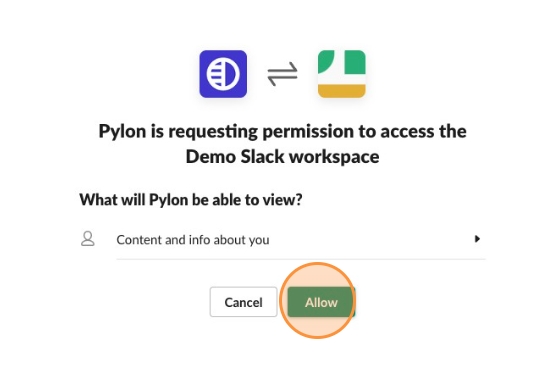 Pylon is requesting permission to access the
Demo Slack workspace
What will Pylon be able to view?
Content and info about you
Cancel
Allow